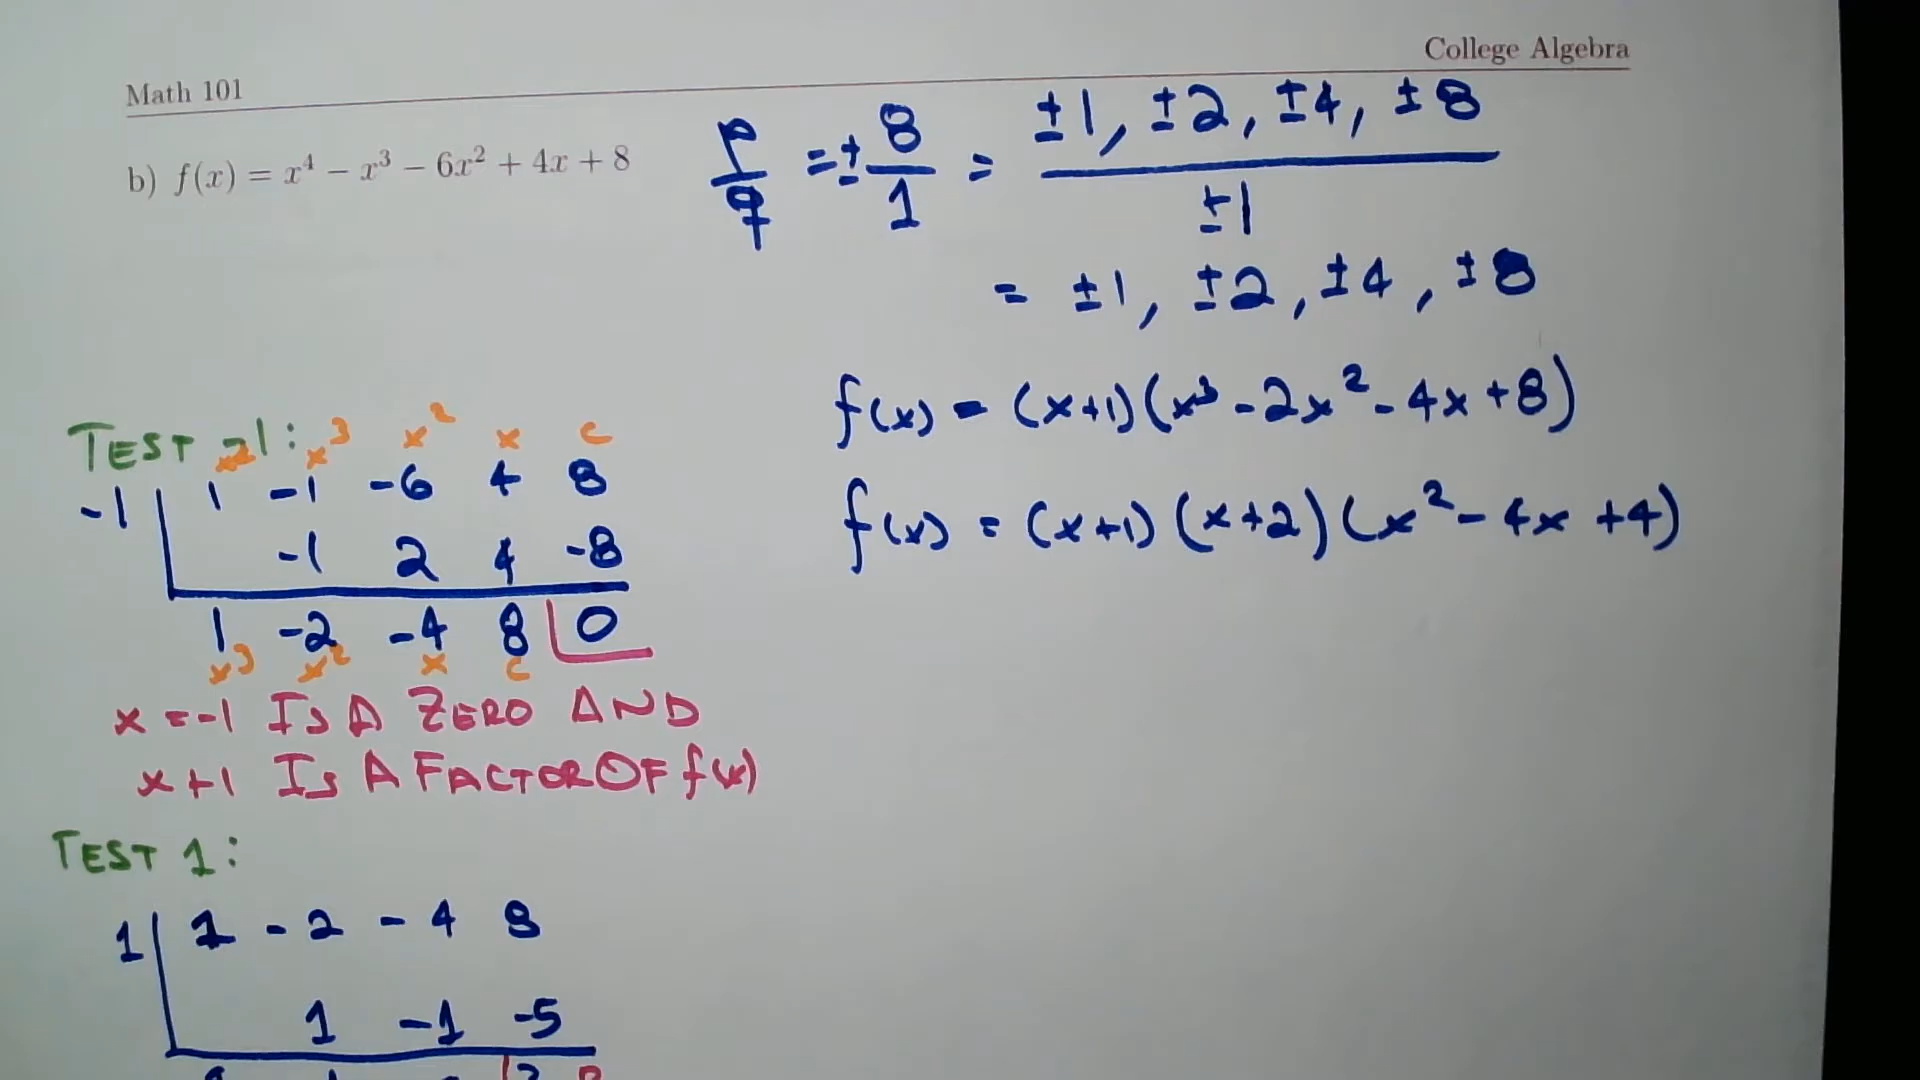 Math 101
College Algebra
b) f(x) = x⁴ − x³ − 6x² + 4x + 8
p/q = ± 8/1 = ±1, ±2, ±4, ±8 / ±1
= ±1, ±2, ±4, ±8
f(x) = (x+1)(x³ - 2x² - 4x + 8)
f(x) = (x+1)(x+2)(x² - 4x + 4)
TEST -1:
x³ x² x c
-1 | 1 -1 -6 4 8
-1 2 4 -8
1 -2 -4 8 | 0
x³ x² x c
x = -1 IS A ZERO AND
x+1 IS A FACTOR OF f(x)
TEST 1:
1 | 1 -2 -4 8
1 -1 -5